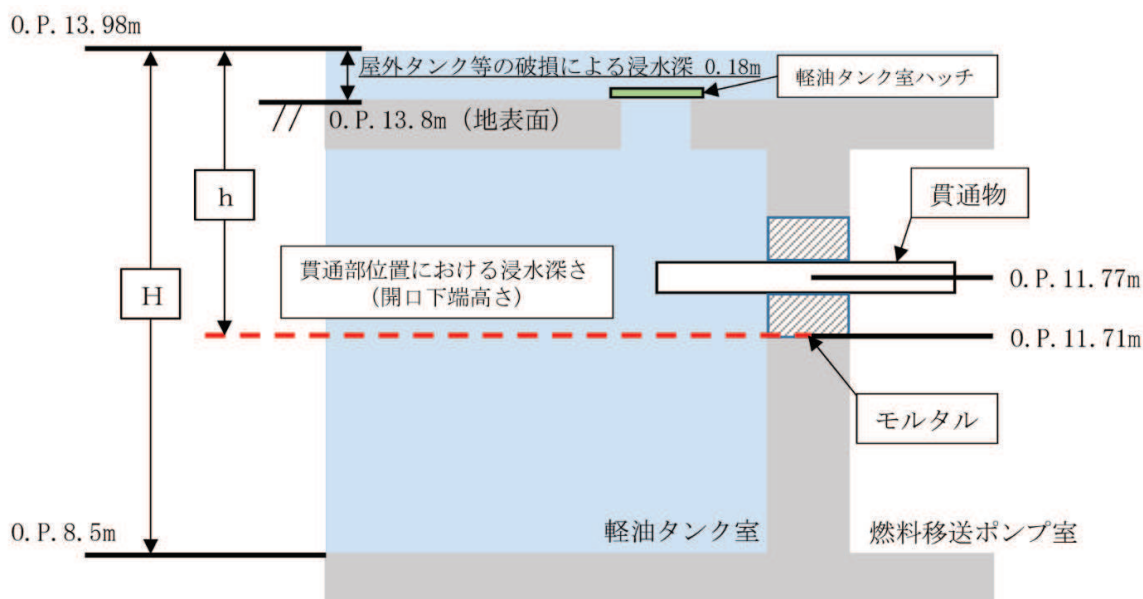 O.P.13.98m
屋外タンク等の破損による浸水深 0.18m
軽油タンク室ハッチ
O.P.13.8m（地表面）
h
貫通物
H
貫通部位置における浸水深さ
（開口下端高さ）
O.P.11.77m
O.P.11.71m
モルタル
O.P.8.5m
軽油タンク室
燃料移送ポンプ室